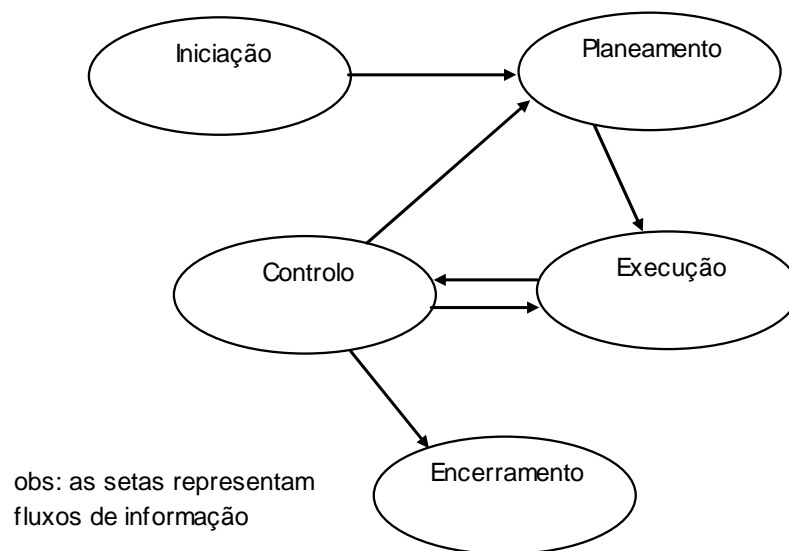 Iniciação
Planeamento
Controlo
Execução
Encerramento
obs: as setas representam
fluxos de informação